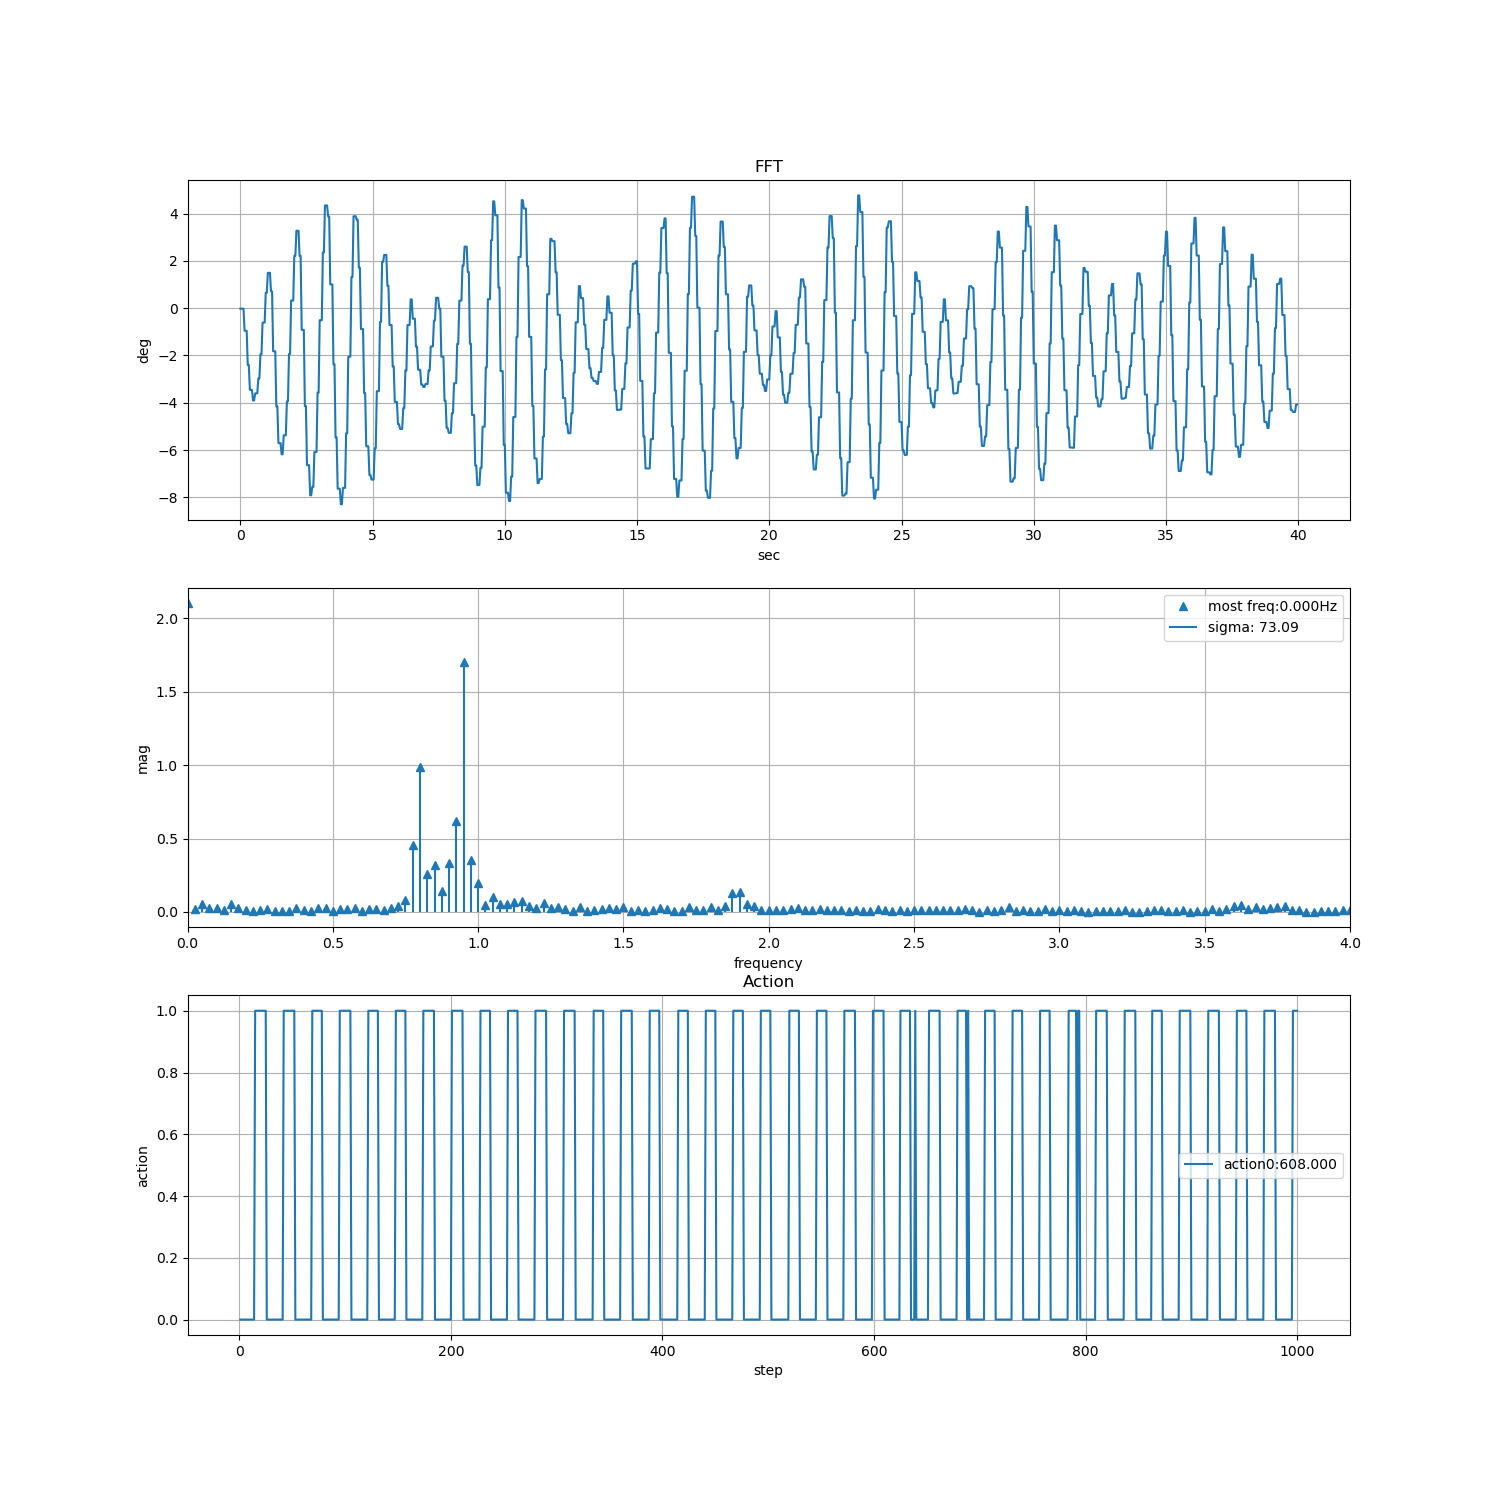 FFT
4
2
0
−2
−4
−6
−8
deg
0 5 10 15 20 25 30 35 40
sec
2.0
1.5
1.0
0.5
0.0
mag
most freq:0.000Hz
sigma: 73.09
0.0 0.5 1.0 1.5 2.0 2.5 3.0 3.5 4.0
frequency
Action
1.0
0.8
0.6
0.4
0.2
0.0
action
action0:608.000
0 200 400 600 800 1000
step